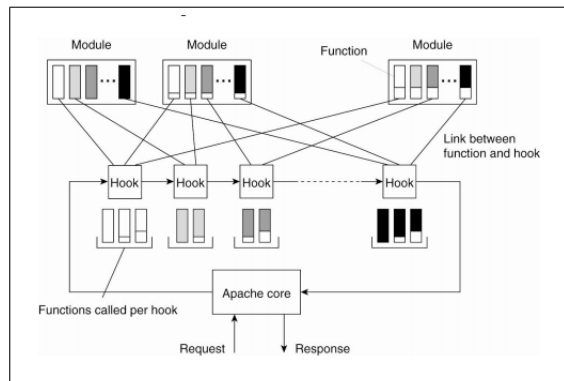 Module
Module
Function
Module
Link between
function and hook
Hook
Hook
Hook
Hook
Functions called per hook
Apache core
Request
Response